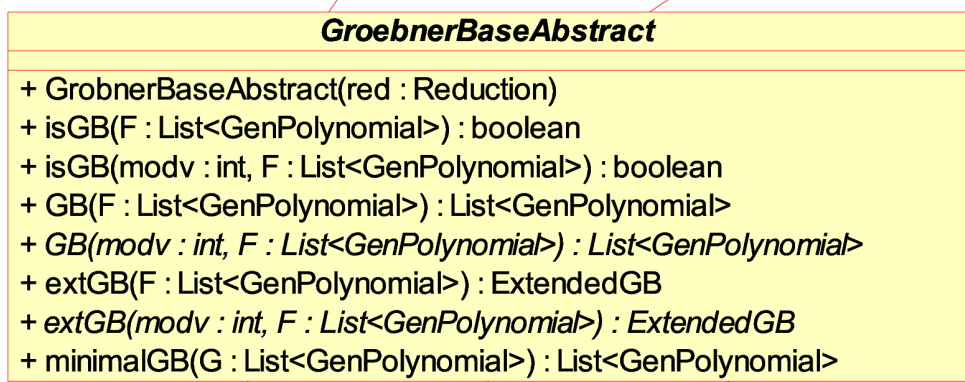 GroebnerBaseAbstract
+ GrobnerBaseAbstract(red : Reduction)
+ isGB(F : List<GenPolynomial>) : boolean
+ isGB(modv : int, F : List<GenPolynomial>) : boolean
+ GB(F : List<GenPolynomial>) : List<GenPolynomial>
+ GB(modv : int, F : List<GenPolynomial>) : List<GenPolynomial>
+ extGB(F : List<GenPolynomial>) : ExtendedGB
+ extGB(modv : int, F : List<GenPolynomial>) : ExtendedGB
+ minimalGB(G : List<GenPolynomial>) : List<GenPolynomial>